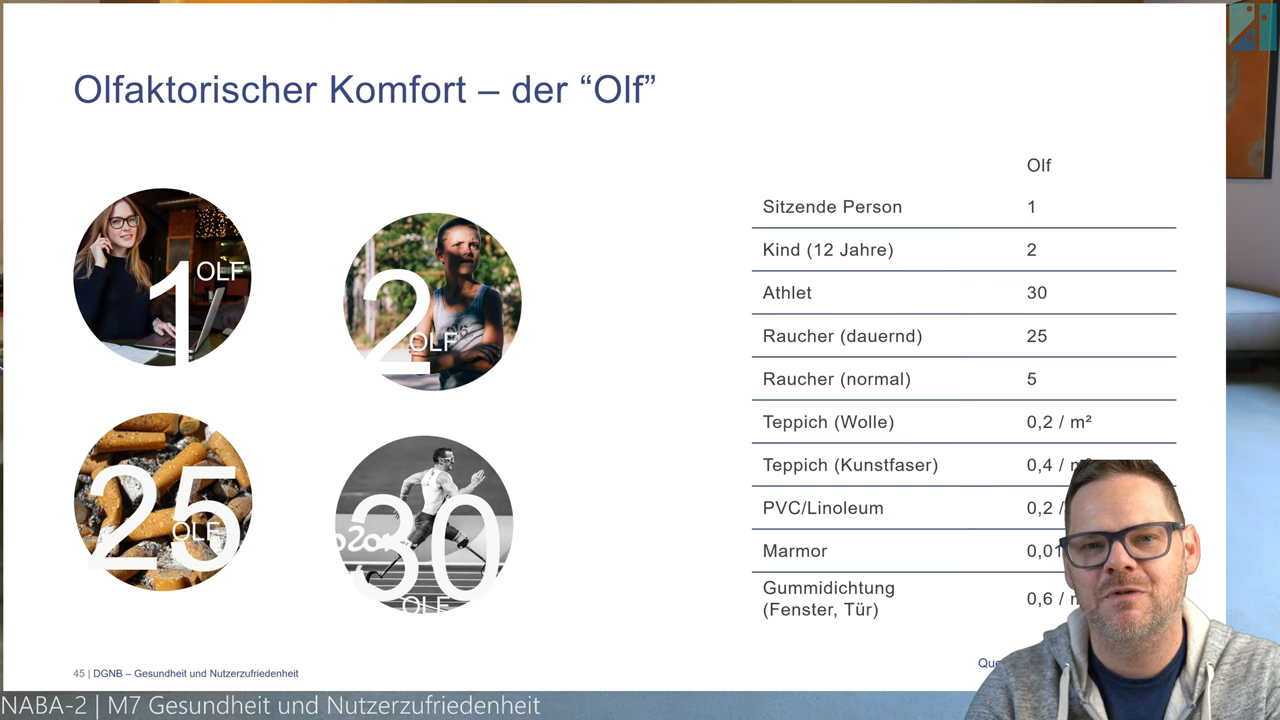 Olfaktorischer Komfort – der “Olf”
1 OLF
2 OLF
25 OLF
30 OLF
Olf
Sitzende Person 1
Kind (12 Jahre) 2
Athlet 30
Raucher (dauernd) 25
Raucher (normal) 5
Teppich (Wolle) 0,2 / m²
Teppich (Kunstfaser) 0,4 /
PVC/Linoleum 0,2 /
Marmor 0,01
Gummidichtung 0,6 /
(Fenster, Tür)
45 | DGNB – Gesundheit und Nutzerzufriedenheit
NABA-2 | M7 Gesundheit und Nutzerzufriedenheit